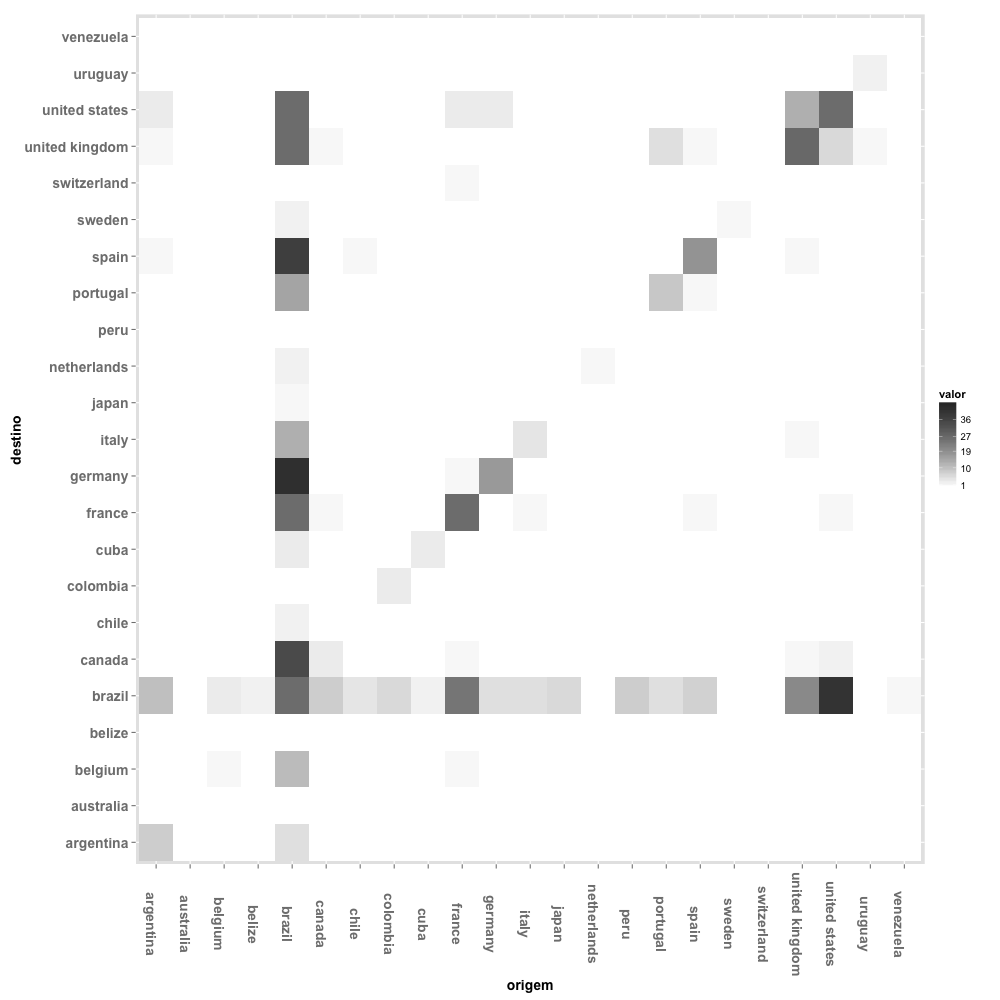 venezuela
uruguay
united states
united kingdom
switzerland
sweden
spain
portugal
peru
netherlands
japan
italy
germany
france
cuba
colombia
chile
canada
brazil
belize
belgium
australia
argentina
destino
valor
36
27
19
10
1
argentina
australia
belgium
belize
brazil
canada
chile
colombia
cuba
france
germany
italy
japan
netherlands
peru
portugal
spain
sweden
switzerland
united kingdom
united states
uruguay
venezuela
origem